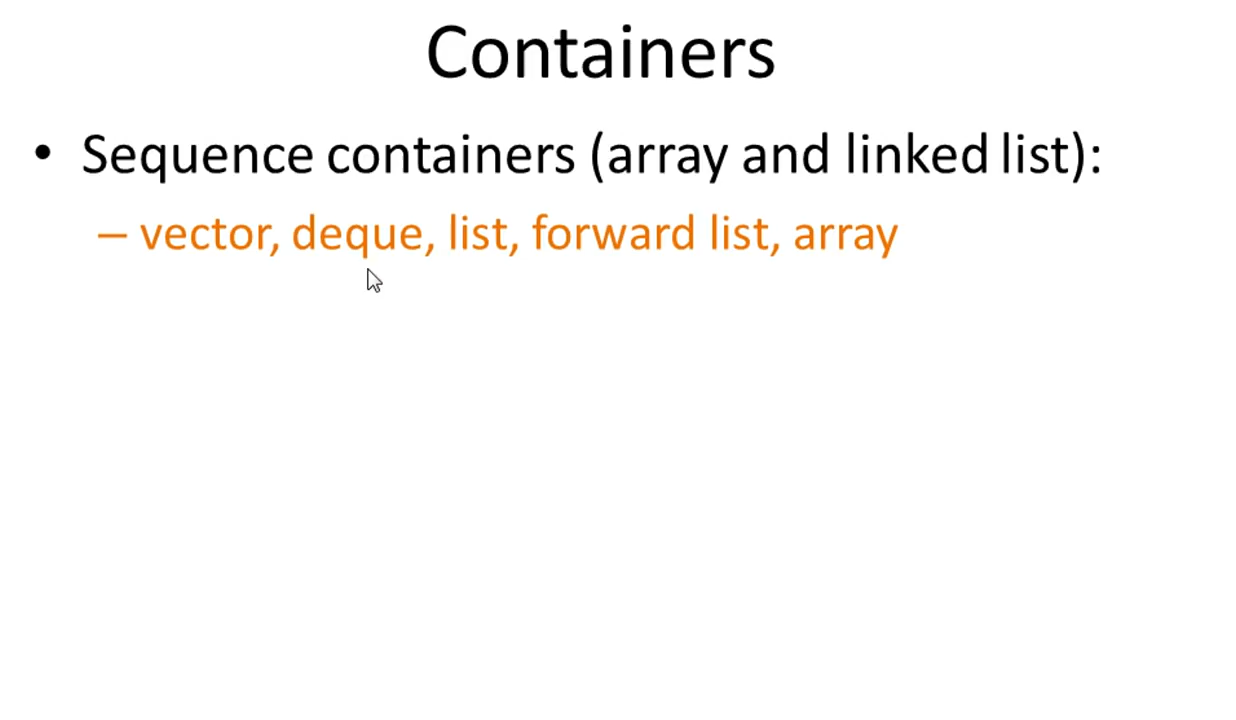 Containers
• Sequence containers (array and linked list):
– vector, deque, list, forward list, array